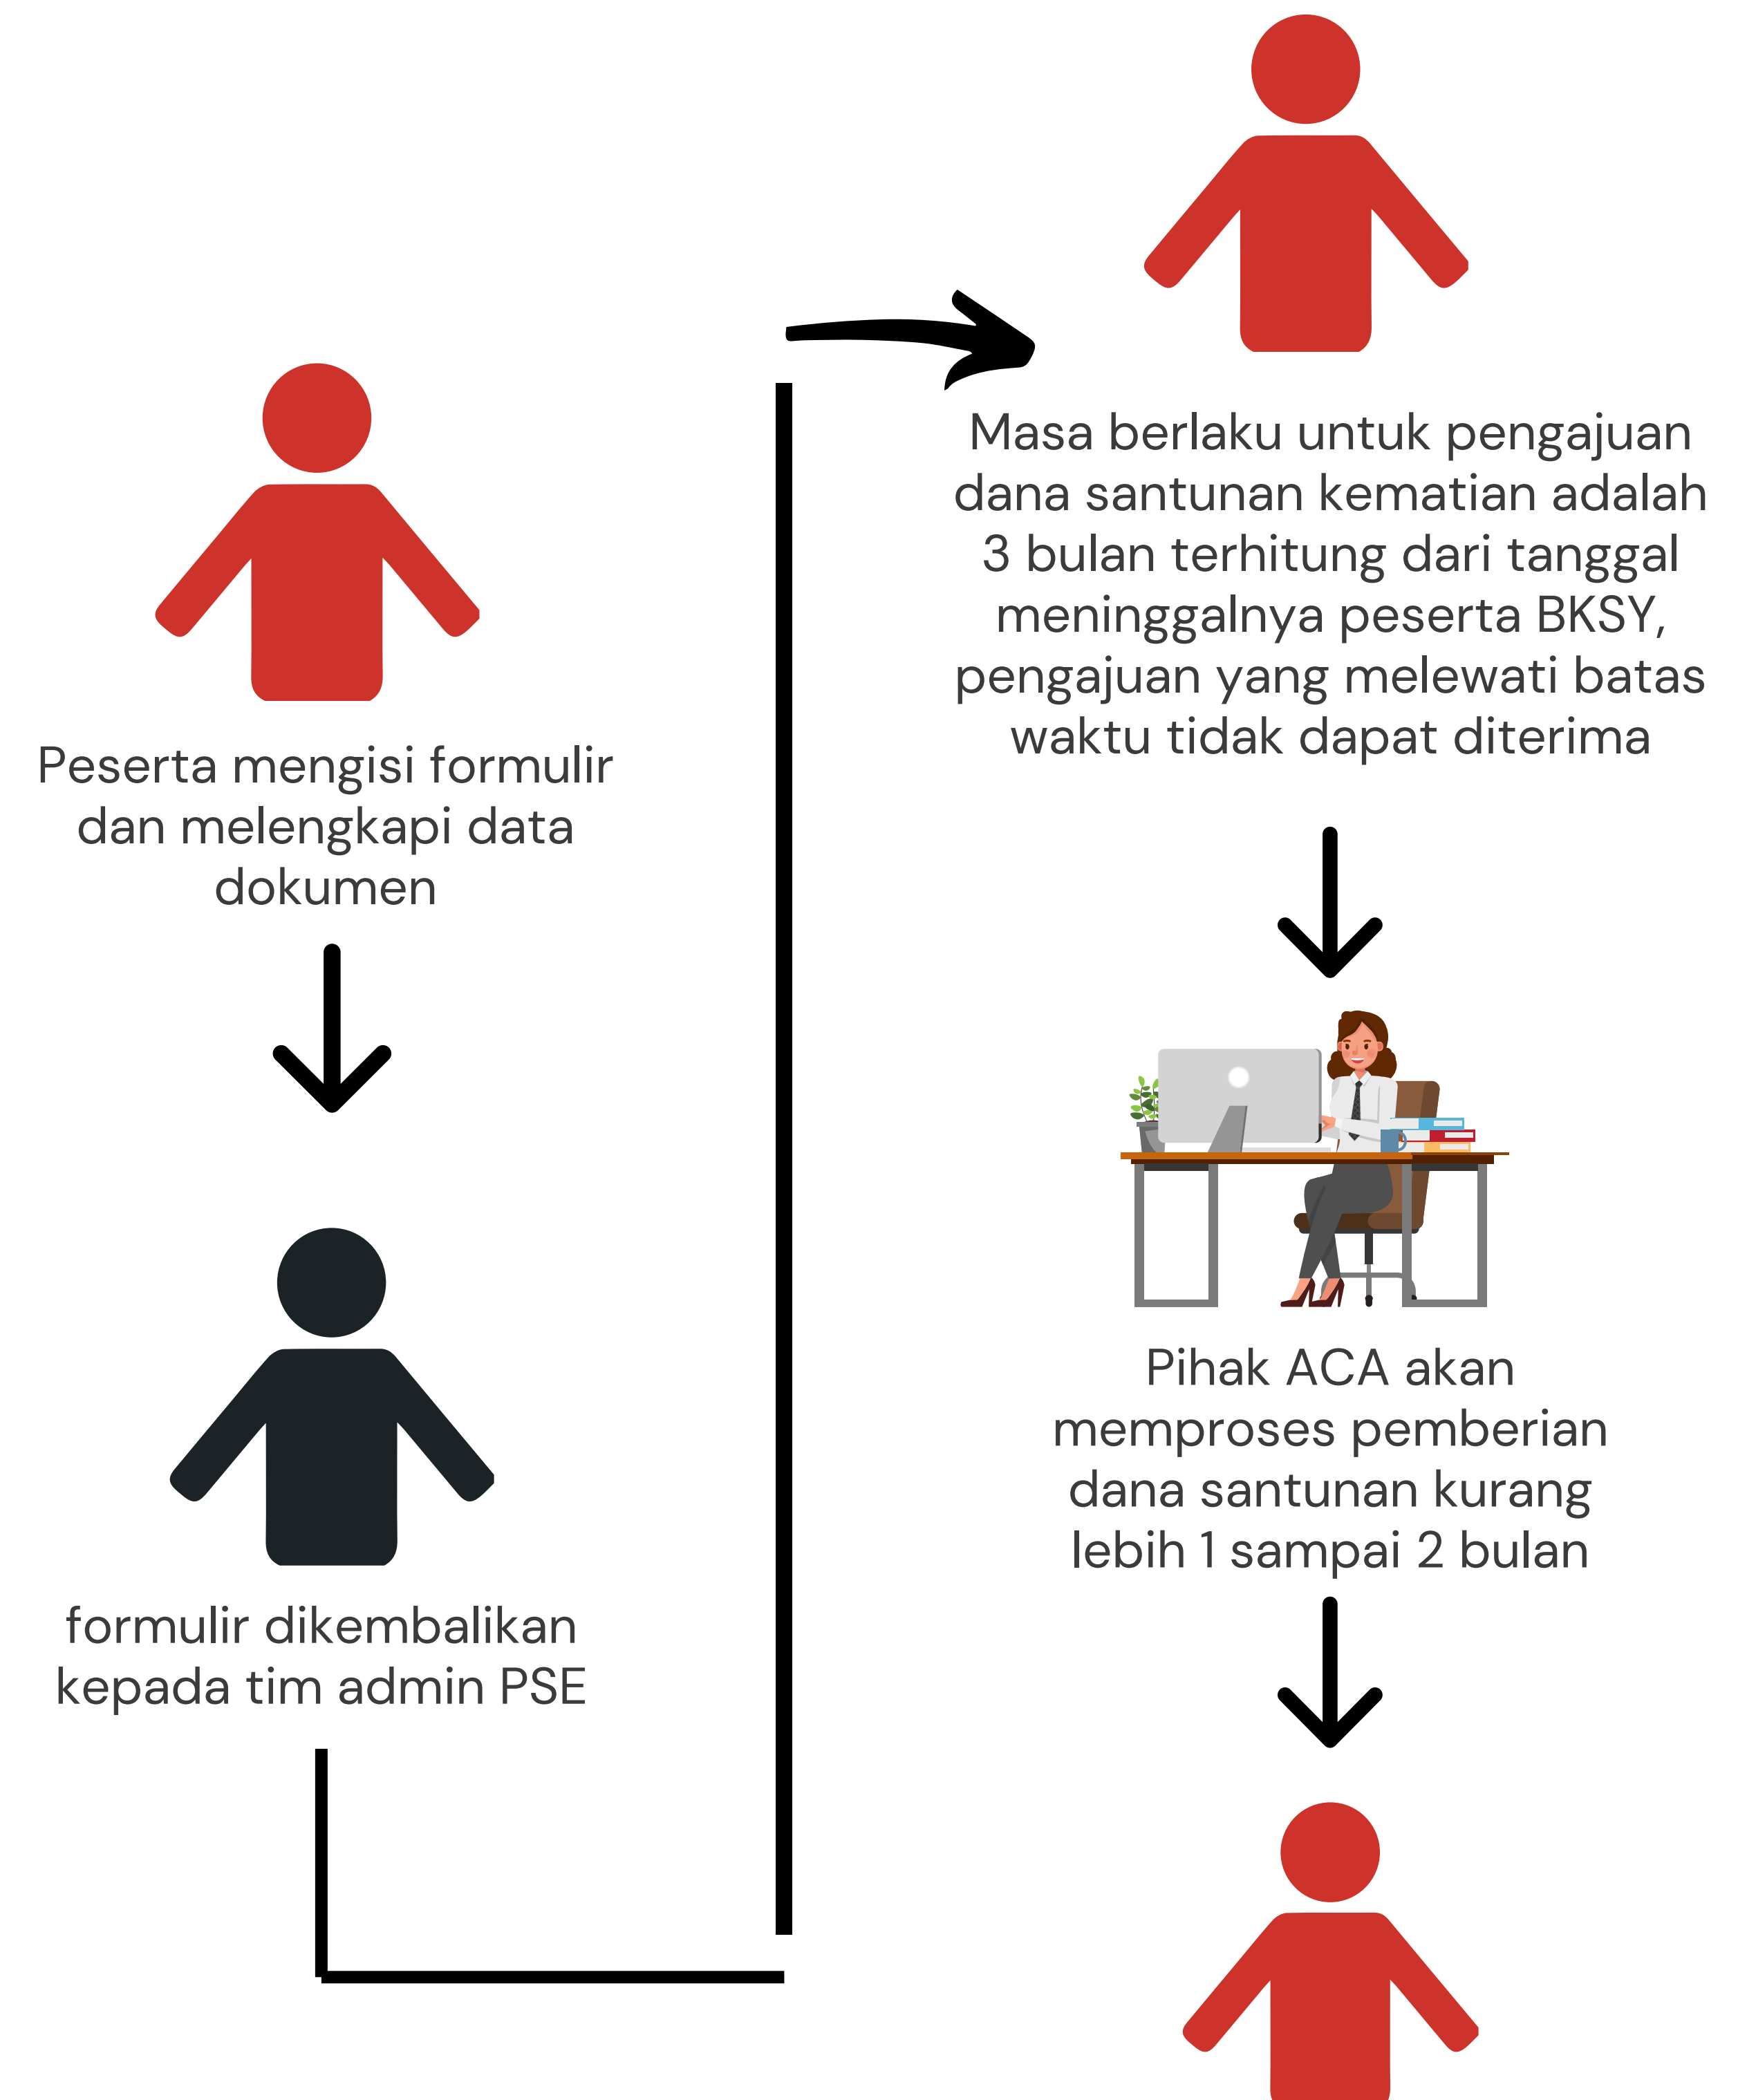 Peserta mengisi formulir
dan melengkapi data
dokumen
formulir dikembalikan
kepada tim admin PSE
Masa berlaku untuk pengajuan
dana santunan kematian adalah
3 bulan terhitung dari tanggal
meninggalnya peserta BKSY,
pengajuan yang melewati batas
waktu tidak dapat diterima
Pihak ACA akan
memproses pemberian
dana santunan kurang
lebih 1 sampai 2 bulan